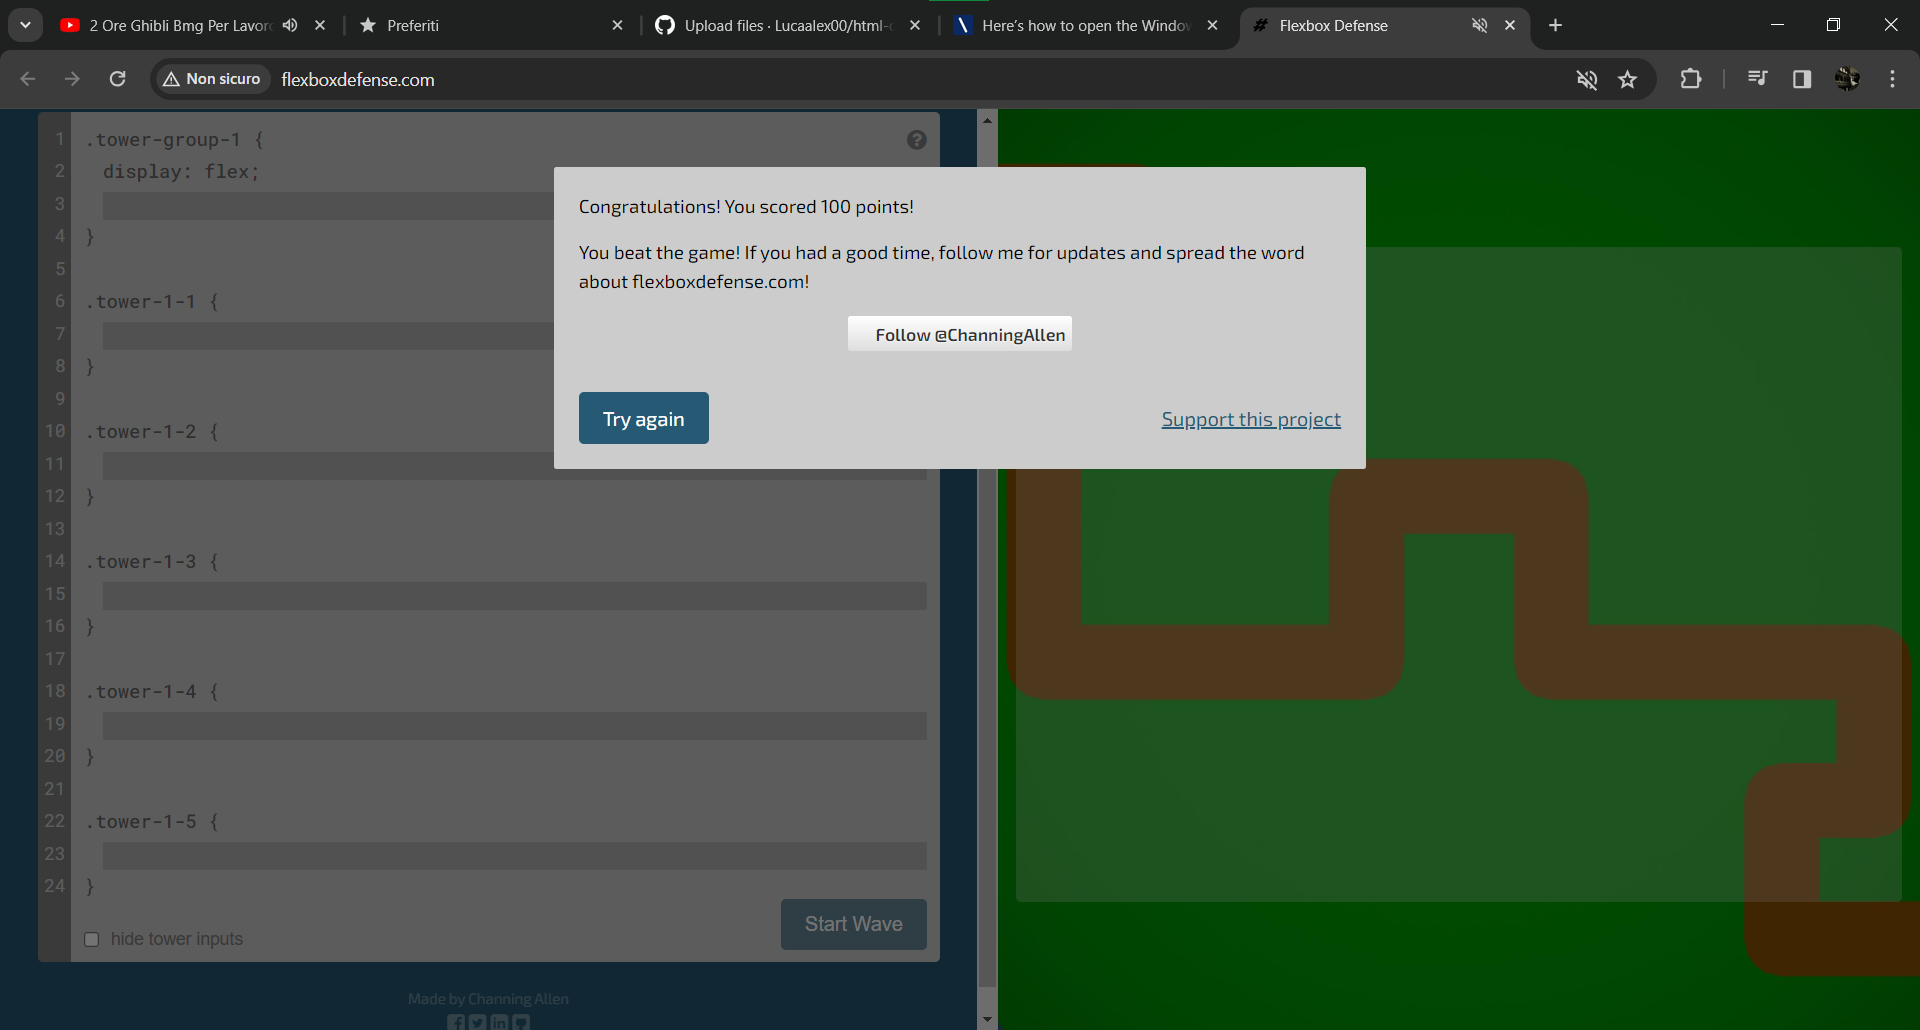 2 Ore Ghibli Bmg Per Lavoro
Preferiti
Upload files · Lucaalex00/html-c
Here's how to open the Window
Flexbox Defense
Non sicuro
flexboxdefense.com
1 .tower-group-1 {
2 display: flex;
3
4 }
5
6 .tower-1-1 {
7
8 }
9
10 .tower-1-2 {
11
12 }
13
14 .tower-1-3 {
15
16 }
17
18 .tower-1-4 {
19
20 }
21
22 .tower-1-5 {
23
24 }
hide tower inputs
Start Wave
Made by Channing Allen
Congratulations! You scored 100 points!
You beat the game! If you had a good time, follow me for updates and spread the word
about flexboxdefense.com!
Follow @ChanningAllen
Try again
Support this project